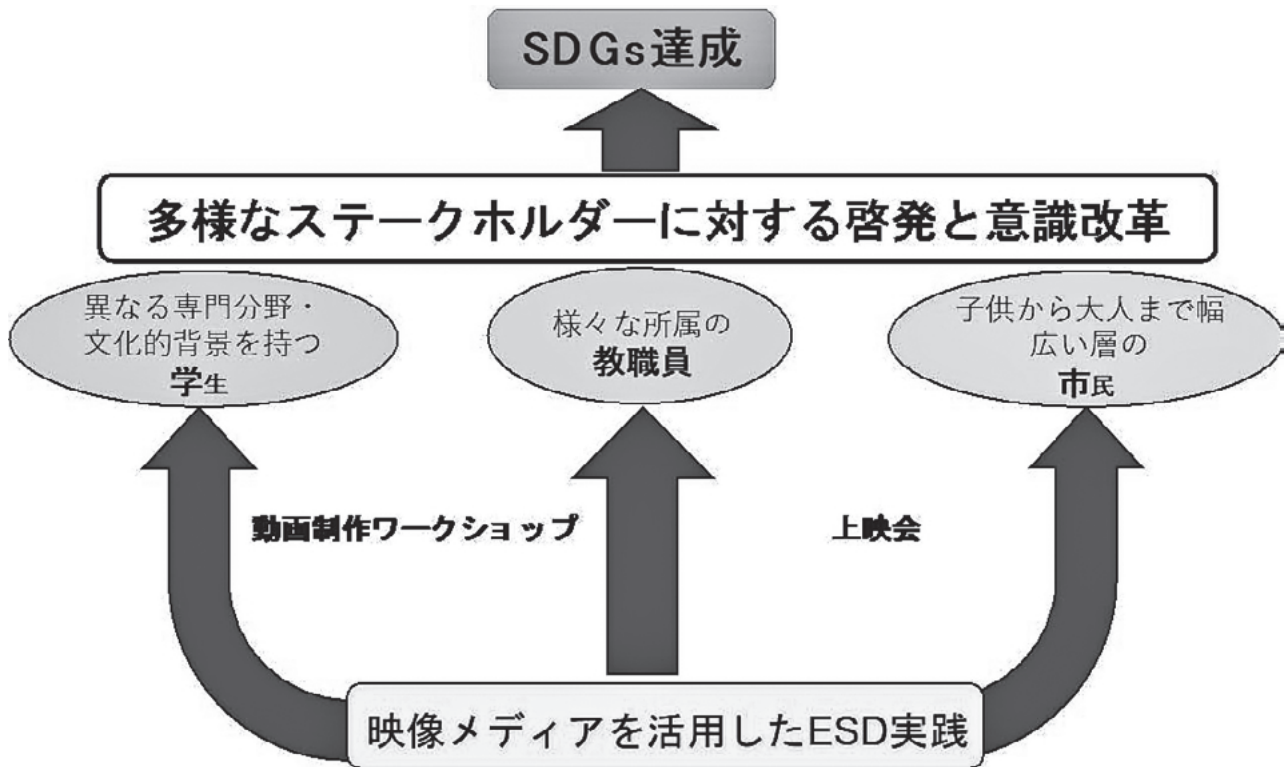 SDGs達成
多様なステークホルダーに対する啓発と意識改革
異なる専門分野・
文化的背景を持つ
学生
様々な所属の
教職員
子供から大人まで幅
広い層の
市民
動画制作ワークショップ
上映会
映像メディアを活用したESD実践